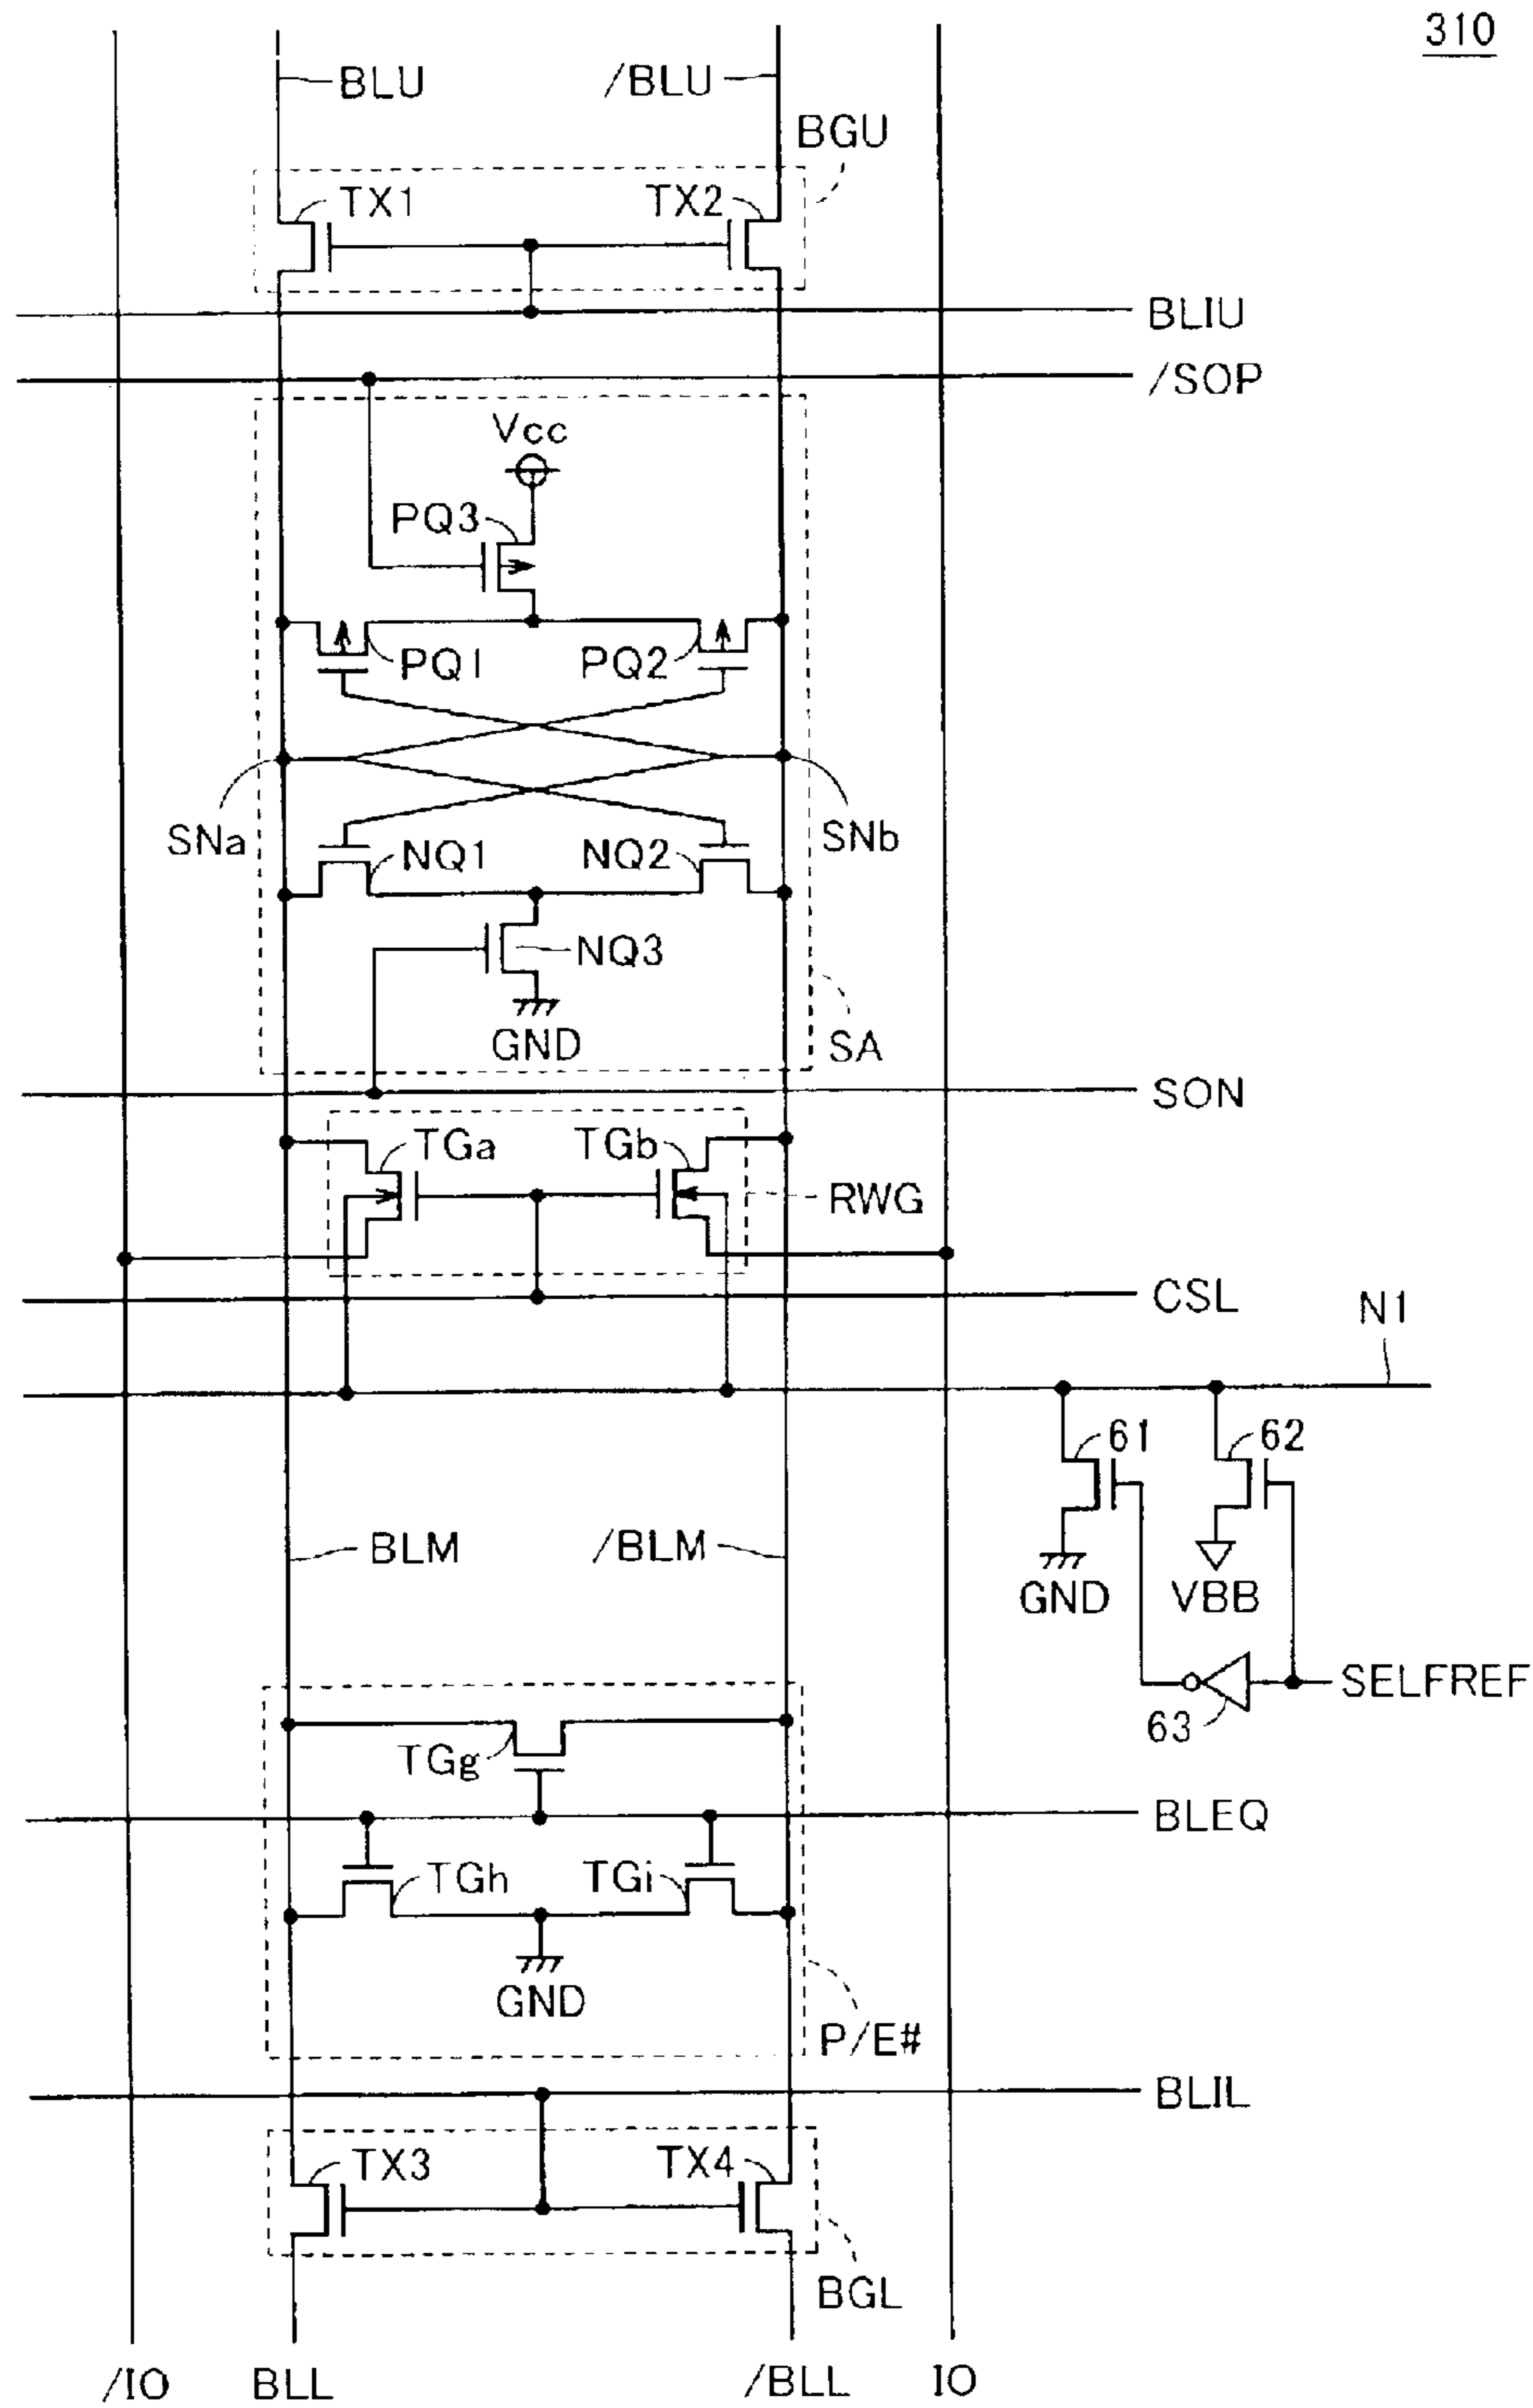 310
BLU
/BLU
BGU
TX1
TX2
BLIU
/SOP
Vcc
PQ3
PQ1
PQ2
SNa
SNb
NQ1
NQ2
NQ3
GND
SA
SON
TGa
TGb
RWG
CSL
N1
61
62
BLM
/BLM
GND
VBB
SELFREF
63
TGg
BLEQ
TGh
TGi
GND
P/E#
BLIL
TX3
TX4
BGL
/IO
BLL
/BLL
IO